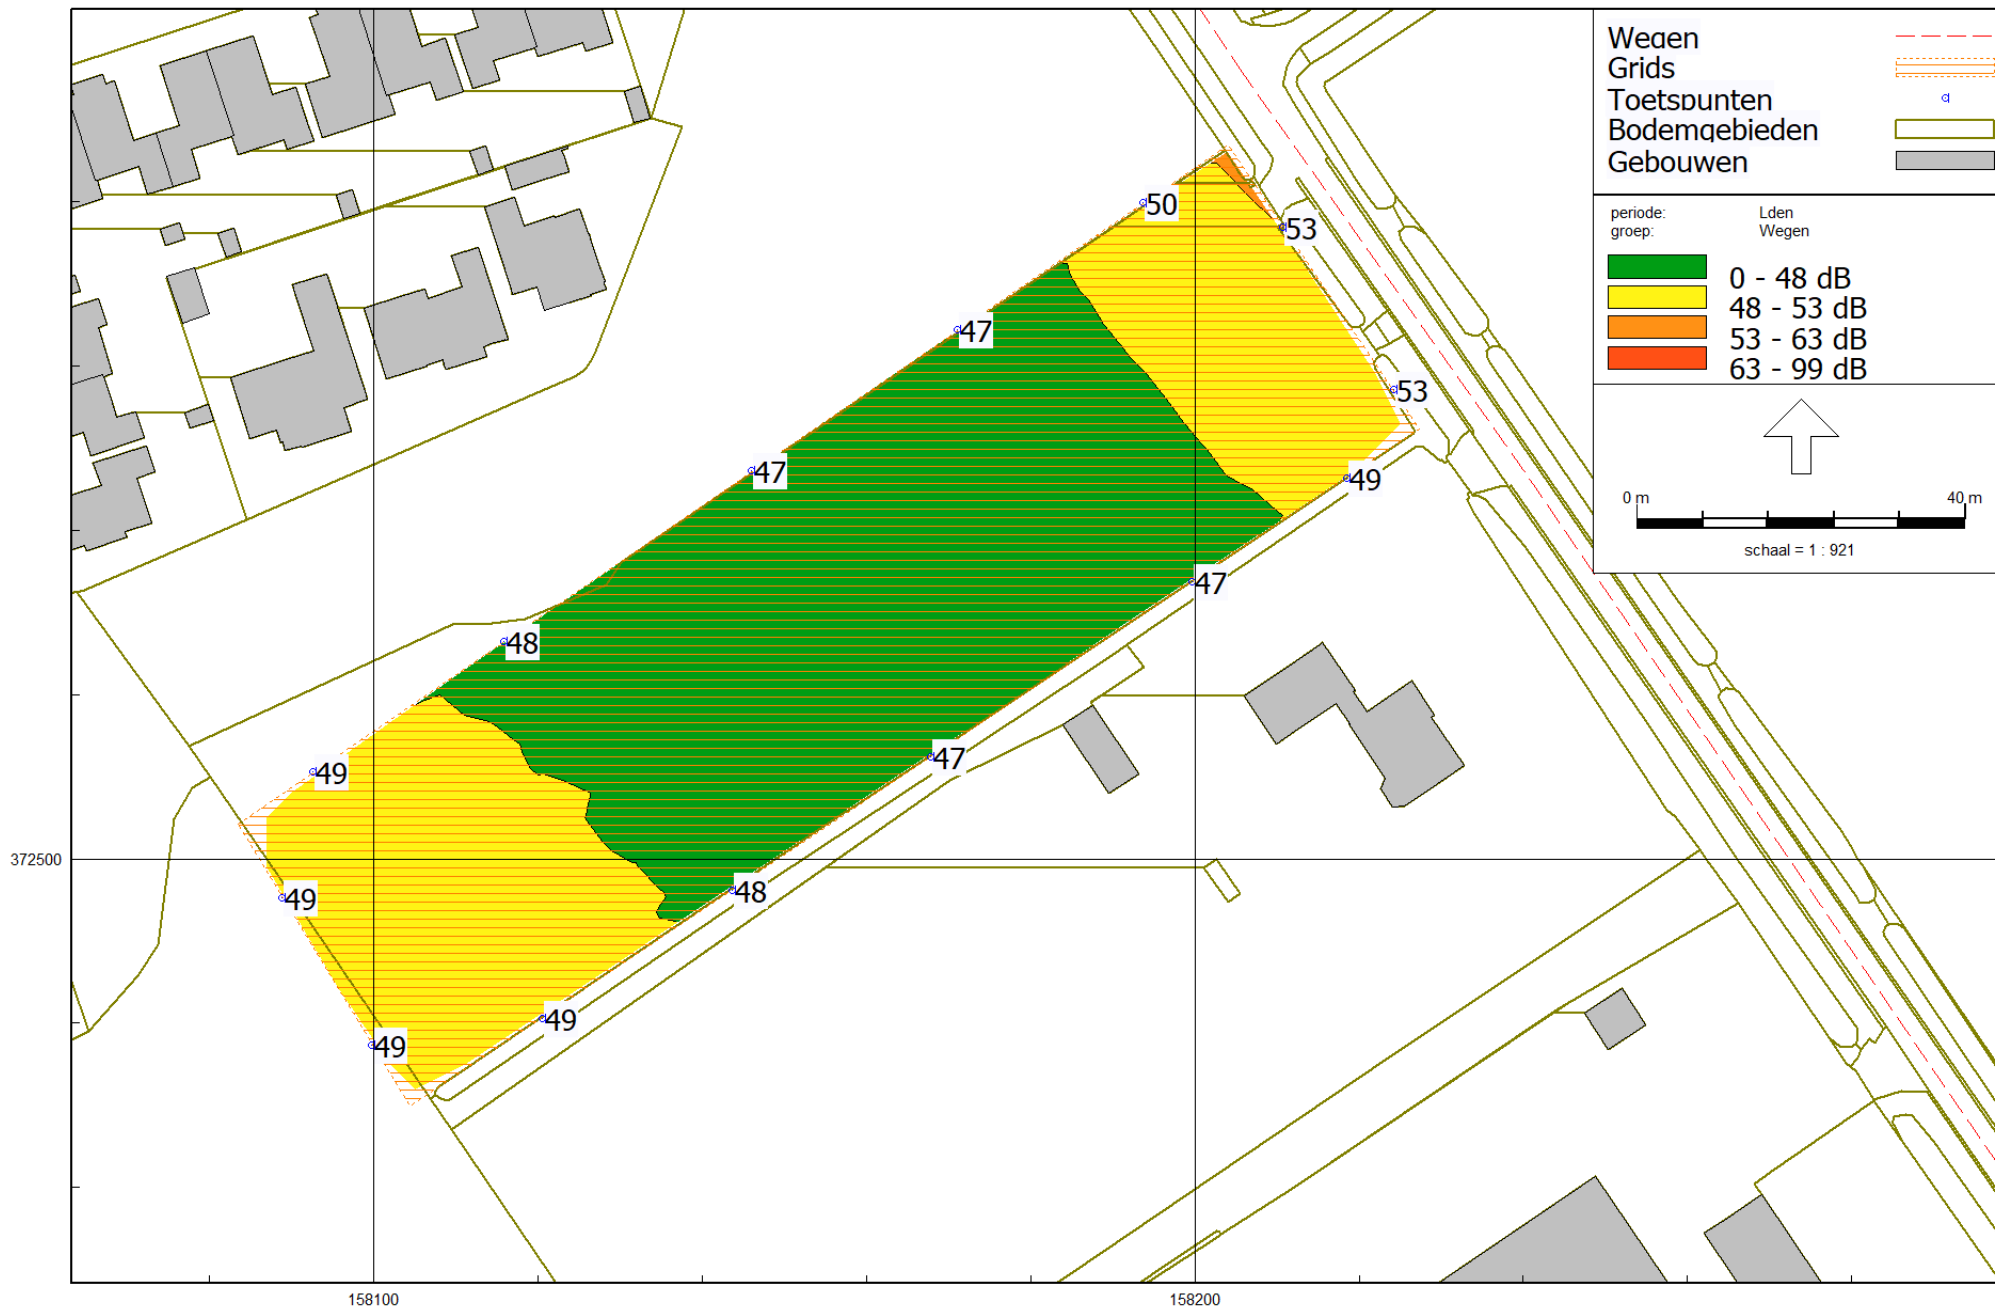 Wegen
Grids
Toetspunten
Bodemgebieden
Gebouwen
periode: Lden
groep: Wegen
0 - 48 dB
48 - 53 dB
53 - 63 dB
63 - 99 dB
0 m 40 m
schaal = 1 : 921
50
53
47
53
47
49
47
48
47
49
48
49
49
49
372500
158100 158200